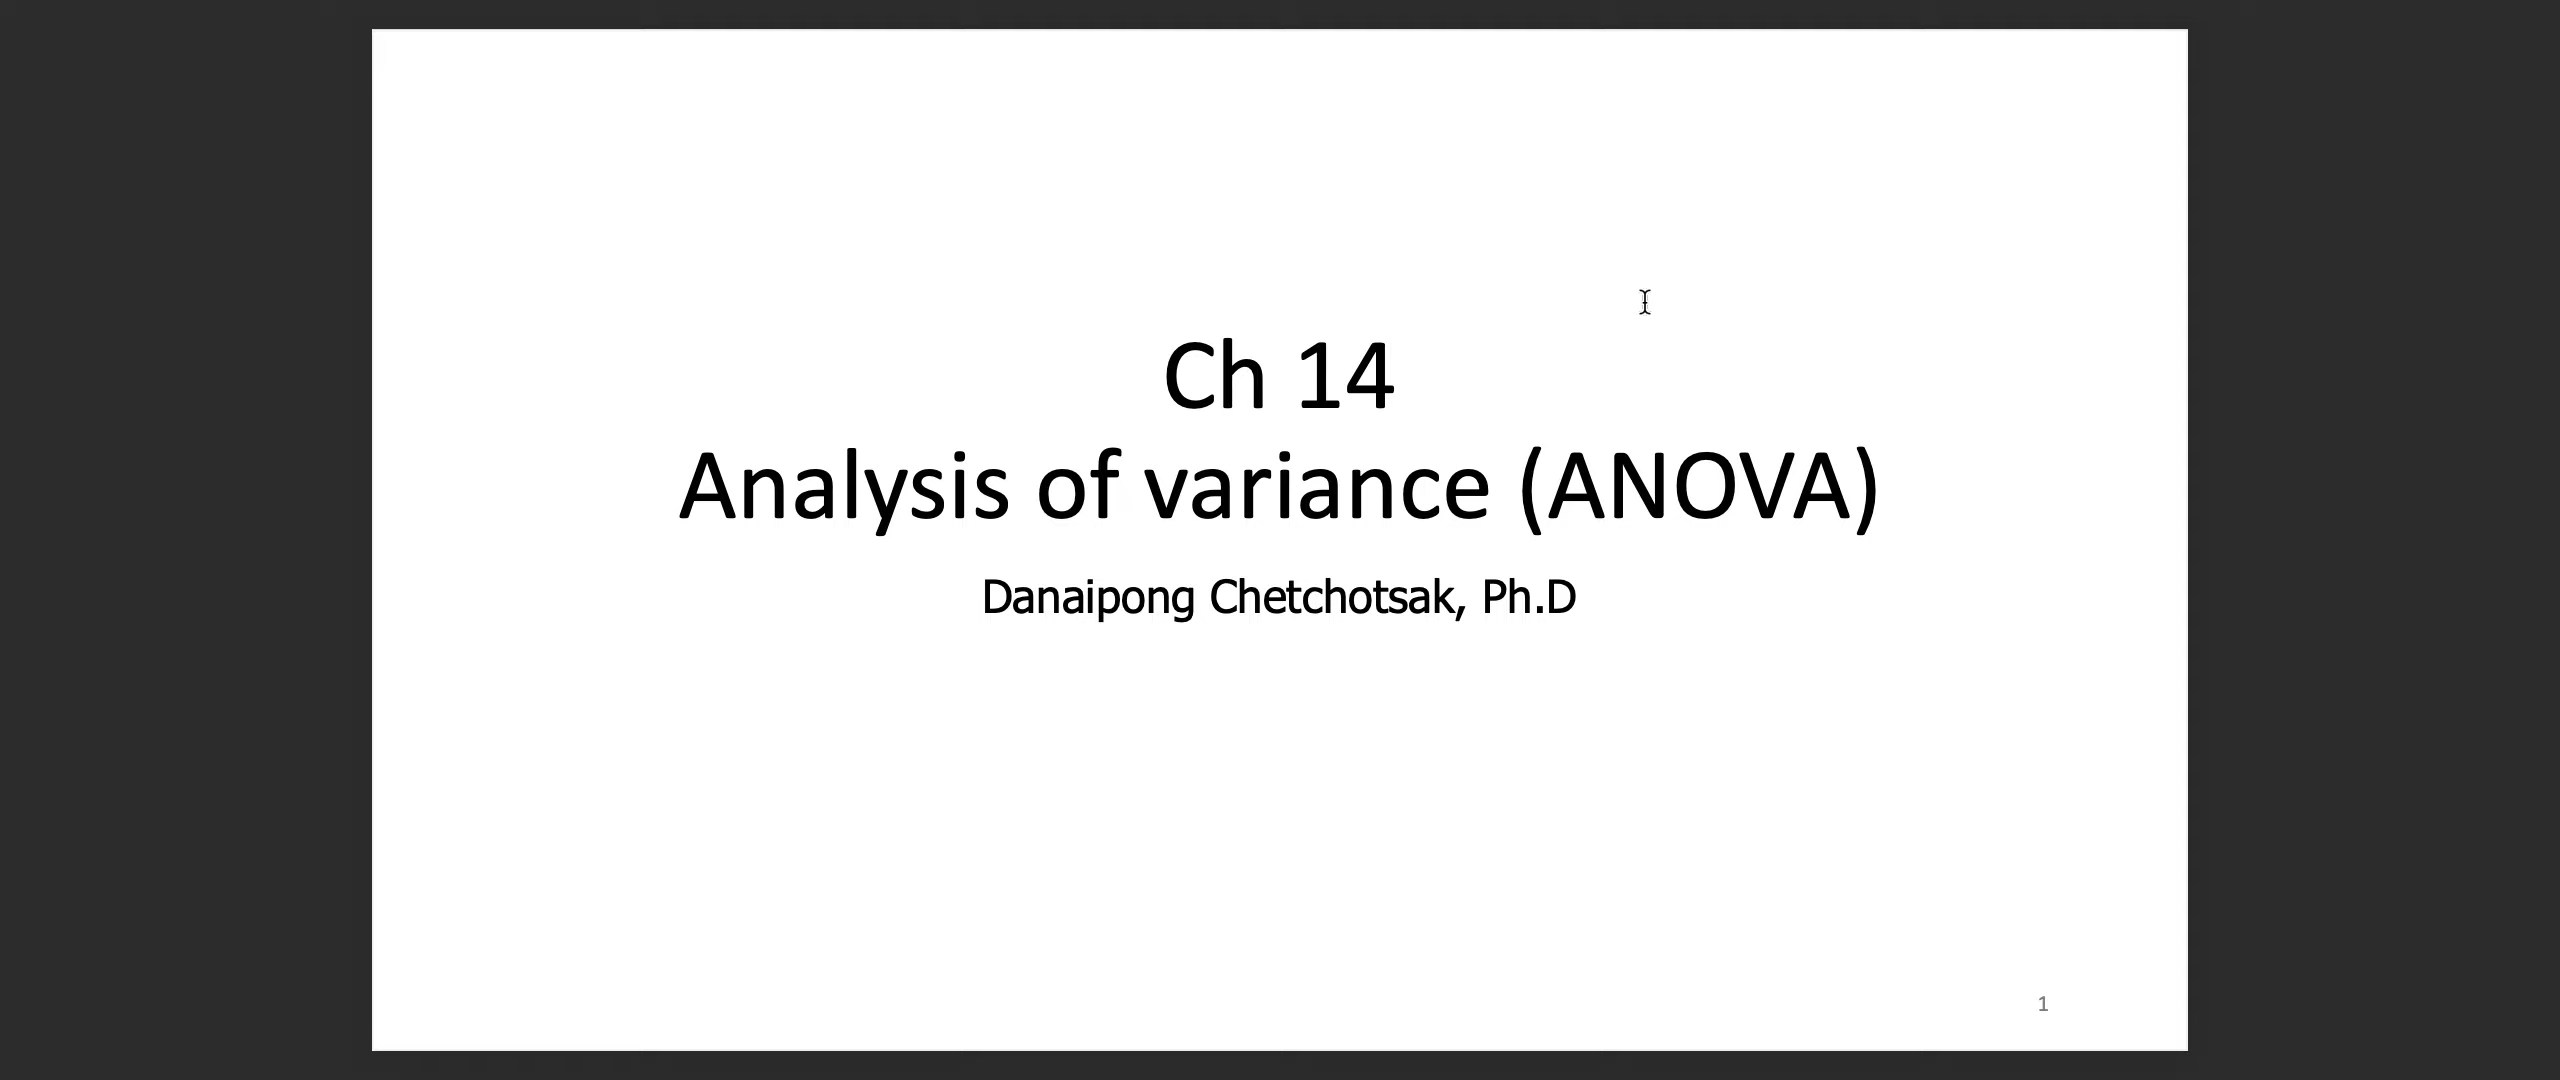 Ch 14
Analysis of variance (ANOVA)
Danaipong Chetchotsak, Ph.D
1